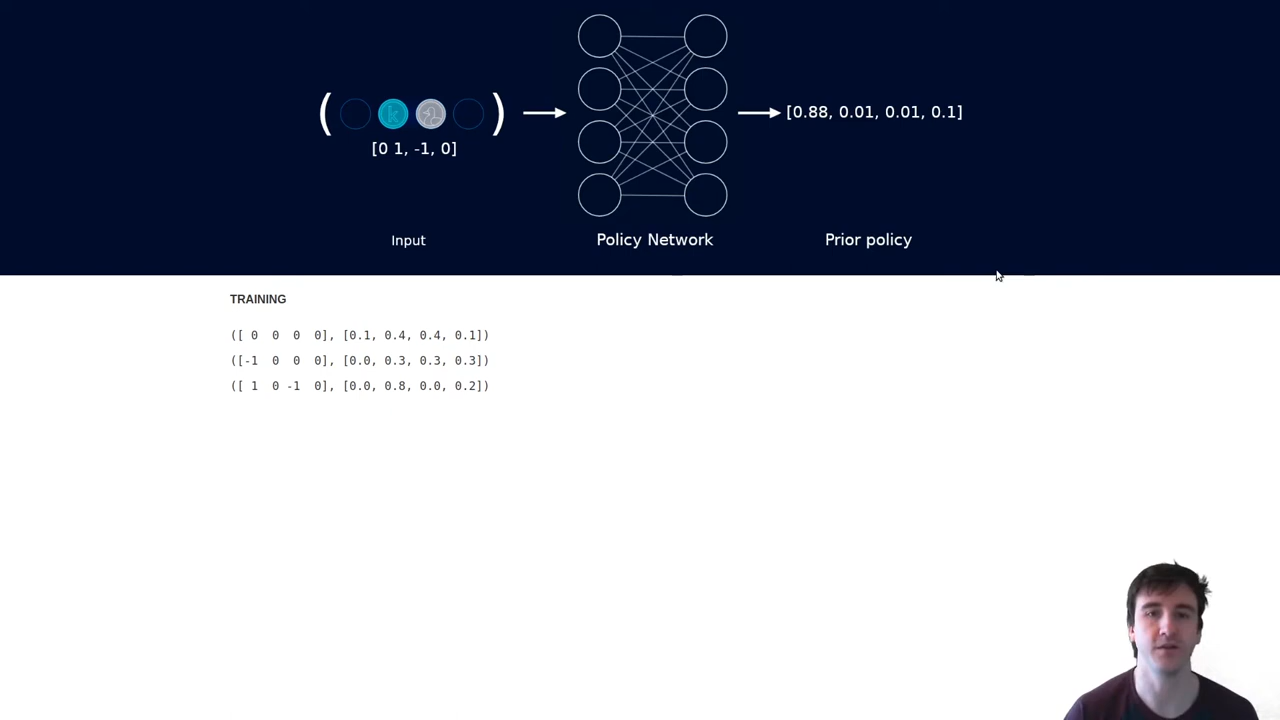 ( k )
[0 1, -1, 0]
[0.88, 0.01, 0.01, 0.1]
Input
Policy Network
Prior policy
TRAINING
([ 0 0 0 0], [0.1, 0.4, 0.4, 0.1])
([-1 0 0 0], [0.0, 0.3, 0.3, 0.3])
([ 1 0 -1 0], [0.0, 0.8, 0.0, 0.2])